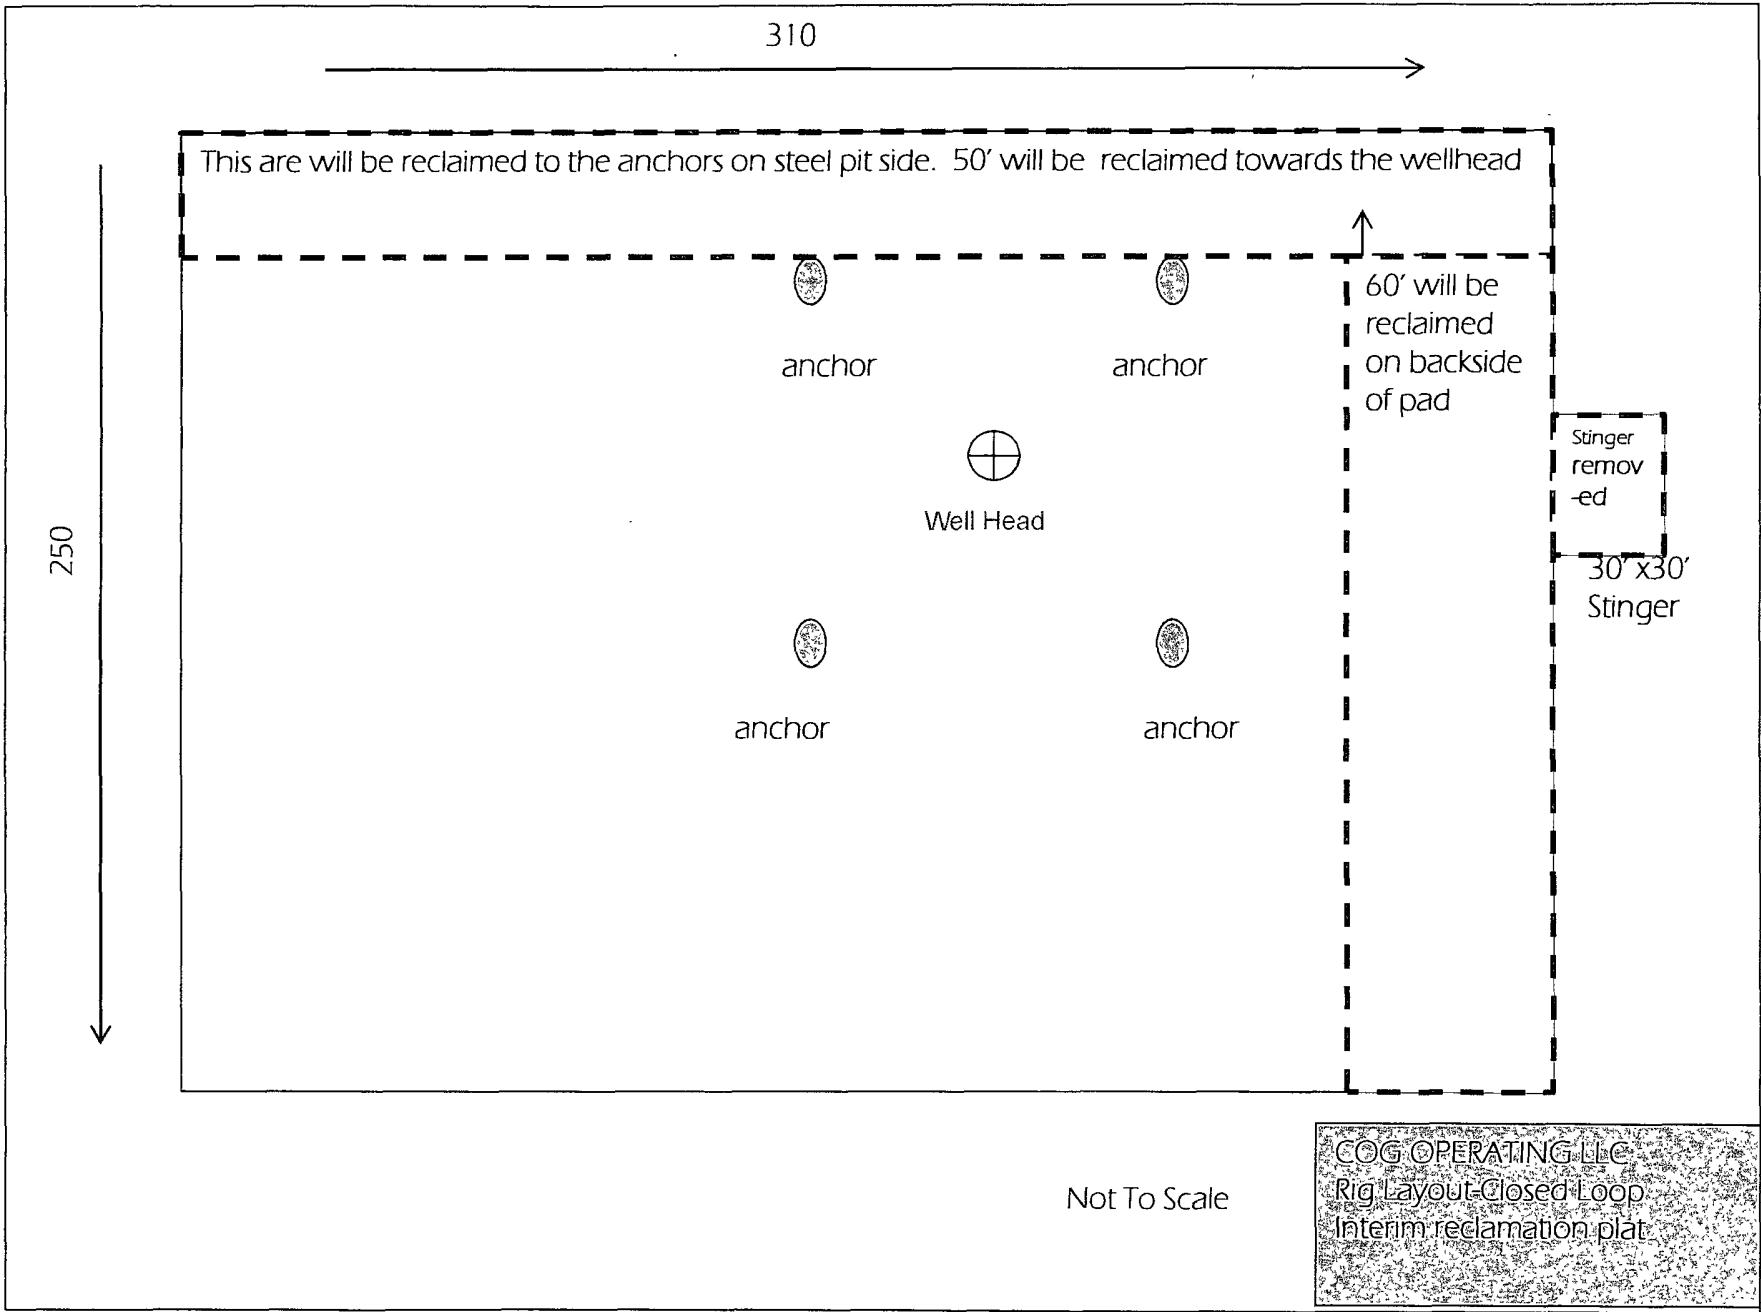 310
This are will be reclaimed to the anchors on steel pit side. 50' will be reclaimed towards the wellhead
60' will be
reclaimed
on backside
of pad
anchor
anchor
Stinger
remov
-ed
Well Head
250
30' x30'
Stinger
anchor
anchor
Not To Scale
COG OPERATING LLC
Rig Layout-Closed Loop
Interim reclamation plat